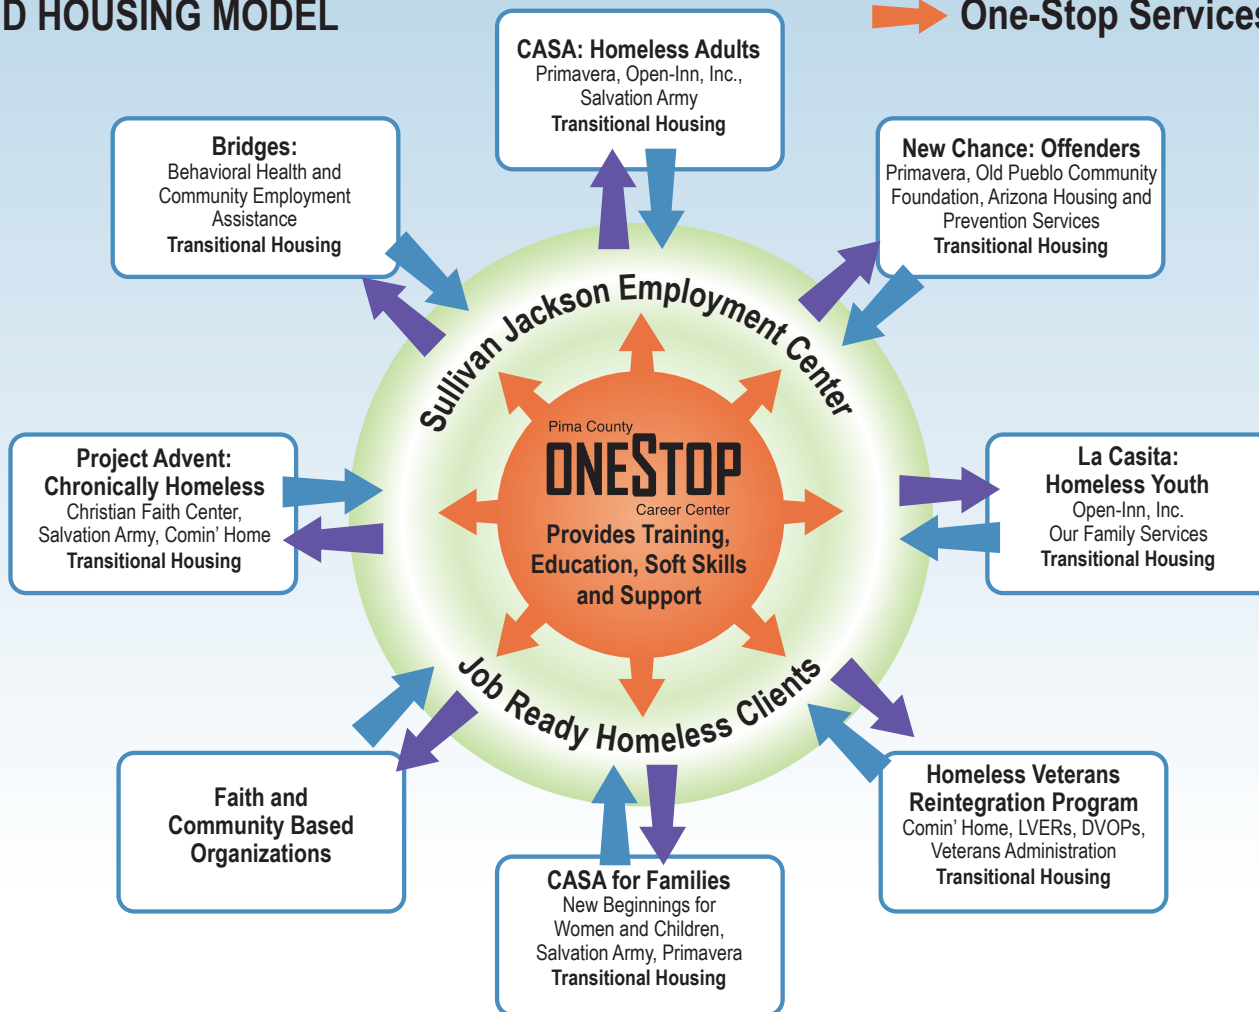 D HOUSING MODEL
One-Stop Services
CASA: Homeless Adults
Primavera, Open-Inn, Inc.,
Salvation Army
Transitional Housing
Bridges:
Behavioral Health and
Community Employment
Assistance
Transitional Housing
New Chance: Offenders
Primavera, Old Pueblo Community
Foundation, Arizona Housing and
Prevention Services
Transitional Housing
Sullivan Jackson Employment Center
Project Advent:
Chronically Homeless
Christian Faith Center,
Salvation Army, Comin' Home
Transitional Housing
Pima County
ONESTOP
Career Center
Provides Training,
Education, Soft Skills
and Support
La Casita:
Homeless Youth
Open-Inn, Inc.
Our Family Services
Transitional Housing
Job Ready Homeless Clients
Faith and
Community Based
Organizations
CASA for Families
New Beginnings for
Women and Children,
Salvation Army, Primavera
Transitional Housing
Homeless Veterans
Reintegration Program
Comin' Home, LVERs, DVOPs,
Veterans Administration
Transitional Housing